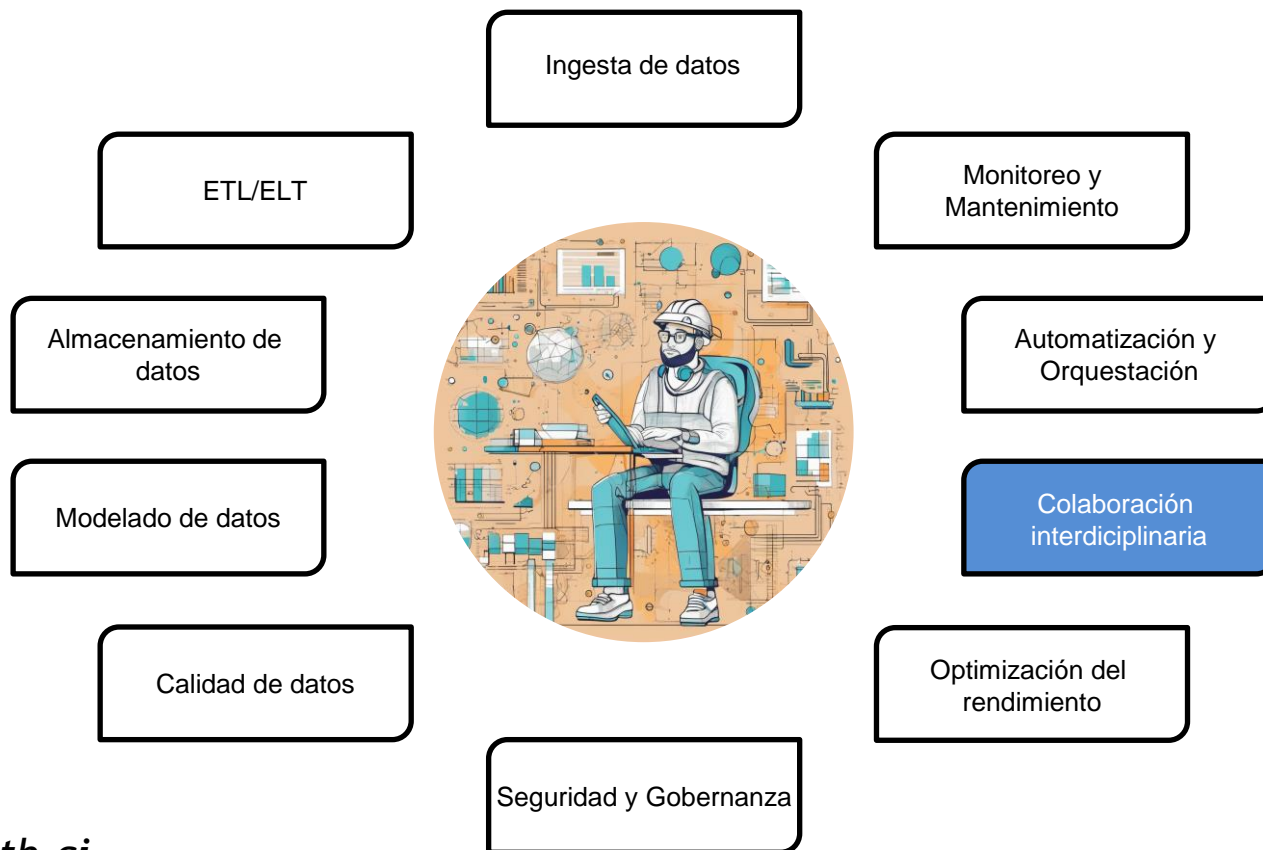 Ingesta de datos
ETL/ELT
Monitoreo y
Mantenimiento
Almacenamiento de
datos
Automatización y
Orquestación
Modelado de datos
Colaboración
interdiciplinaria
Calidad de datos
Optimización del
rendimiento
Seguridad y Gobernanza